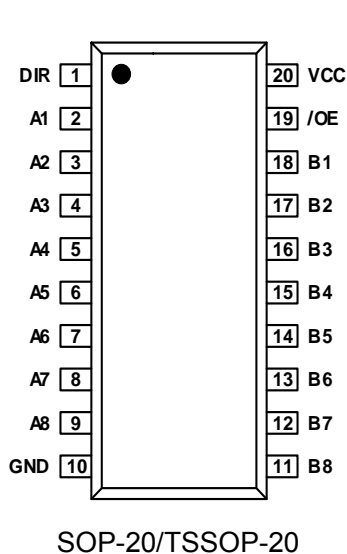 DIR 1 20 VCC
A1 2 19 /OE
A2 3 18 B1
A3 4 17 B2
A4 5 16 B3
A5 6 15 B4
A6 7 14 B5
A7 8 13 B6
A8 9 12 B7
GND 10 11 B8
SOP-20/TSSOP-20